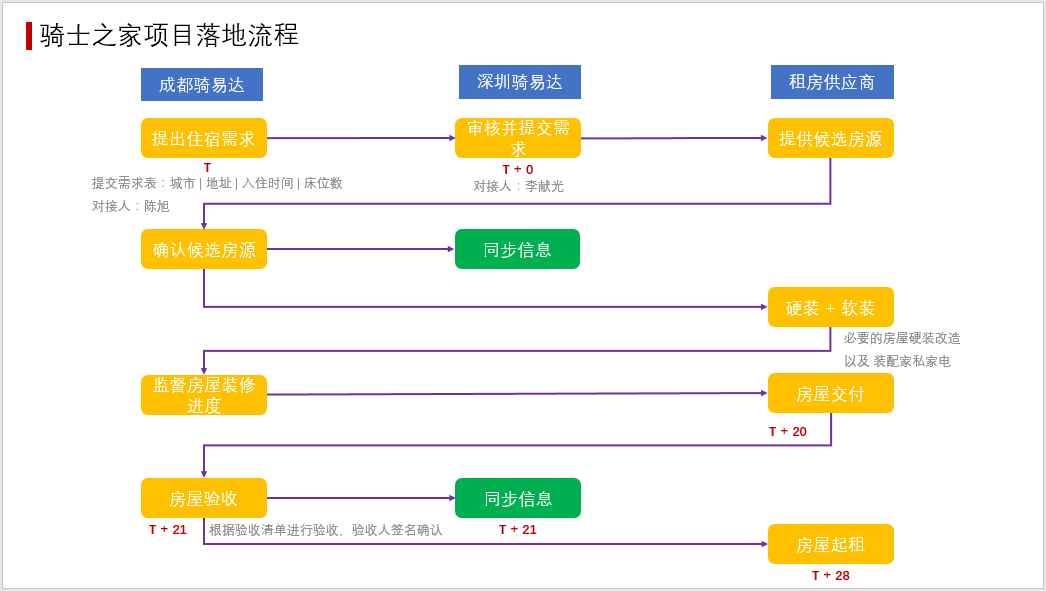 骑士之家项目落地流程
成都骑易达
深圳骑易达
租房供应商
提出住宿需求
审核并提交需
求
提供候选房源
T
T + 0
提交需求表：城市 | 地址 | 入住时间 | 床位数
对接人：李献光
对接人：陈旭
确认候选房源
同步信息
硬装 + 软装
必要的房屋硬装改造
以及 装配家私家电
监督房屋装修
进度
房屋交付
T + 20
房屋验收
同步信息
T + 21
根据验收清单进行验收，验收人签名确认
T + 21
房屋起租
T + 28